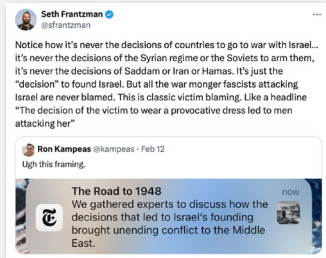 Seth Frantzman
@sfrantzman
Notice how it's never the decisions of countries to go to war with Israel...
it's never the decisions of the Syrian regime or the Soviets to arm them,
it's never the decisions of Saddam or Iran or Hamas. It's just the
"decision" to found Israel. But all the war monger fascists attacking
Israel are never blamed. This is classic victim blaming. Like a headline
"The decision of the victim to wear a provocative dress led to men
attacking her"
Ron Kampeas @kampeas · Feb 12
Ugh this framing.
The Road to 1948
now
We gathered experts to discuss how the
decisions that led to Israel's founding
brought unending conflict to the Middle
East.